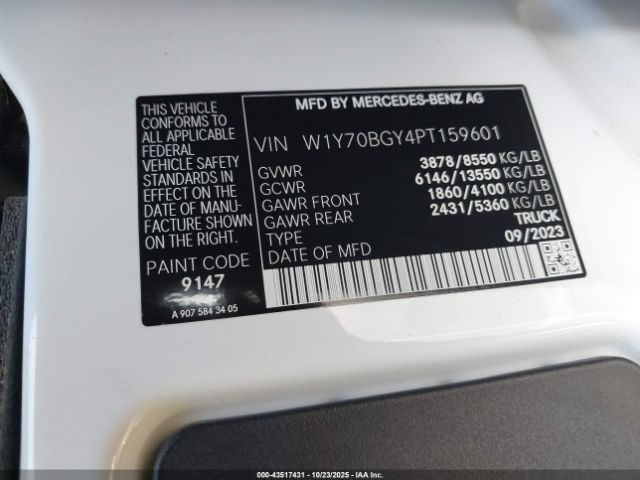 THIS VEHICLE
CONFORMS TO
ALL APPLICABLE
FEDERAL
VEHICLE SAFETY
STANDARDS IN
EFFECT ON THE
DATE OF MANU-
FACTURE SHOWN
ON THE RIGHT.
PAINT CODE
9147
A 907 584 34 05
MFD BY MERCEDES-BENZ AG
VIN W1Y70BGY4PT159601
GVWR 3878/8550 KG/LB
GCWR 6146/13550 KG/LB
GAWR FRONT 1860/4100 KG/LB
GAWR REAR 2431/5360 KG/LB
TYPE TRUCK
DATE OF MFD 09/2023
000-43517431 | 10/23/2025 | IAAI.COM